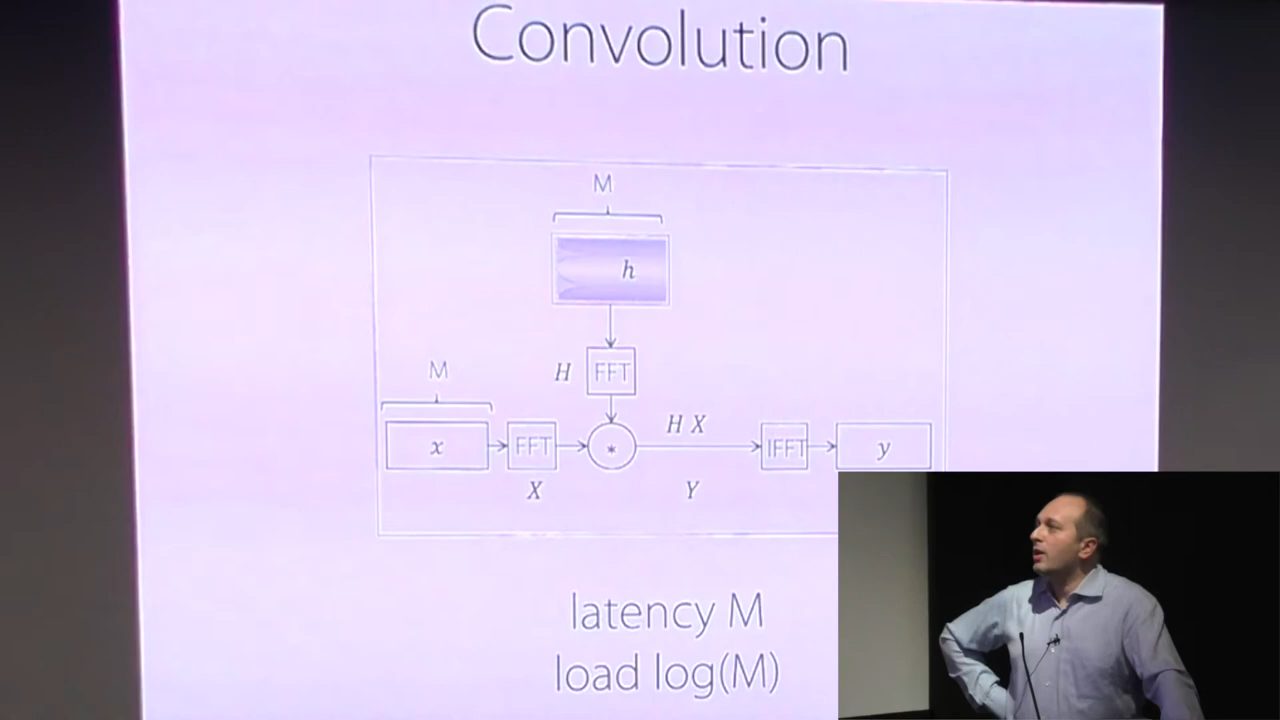 Convolution
M
h
H FFT
M
x FFT * H X IFFT y
X Y
latency M
load log(M)